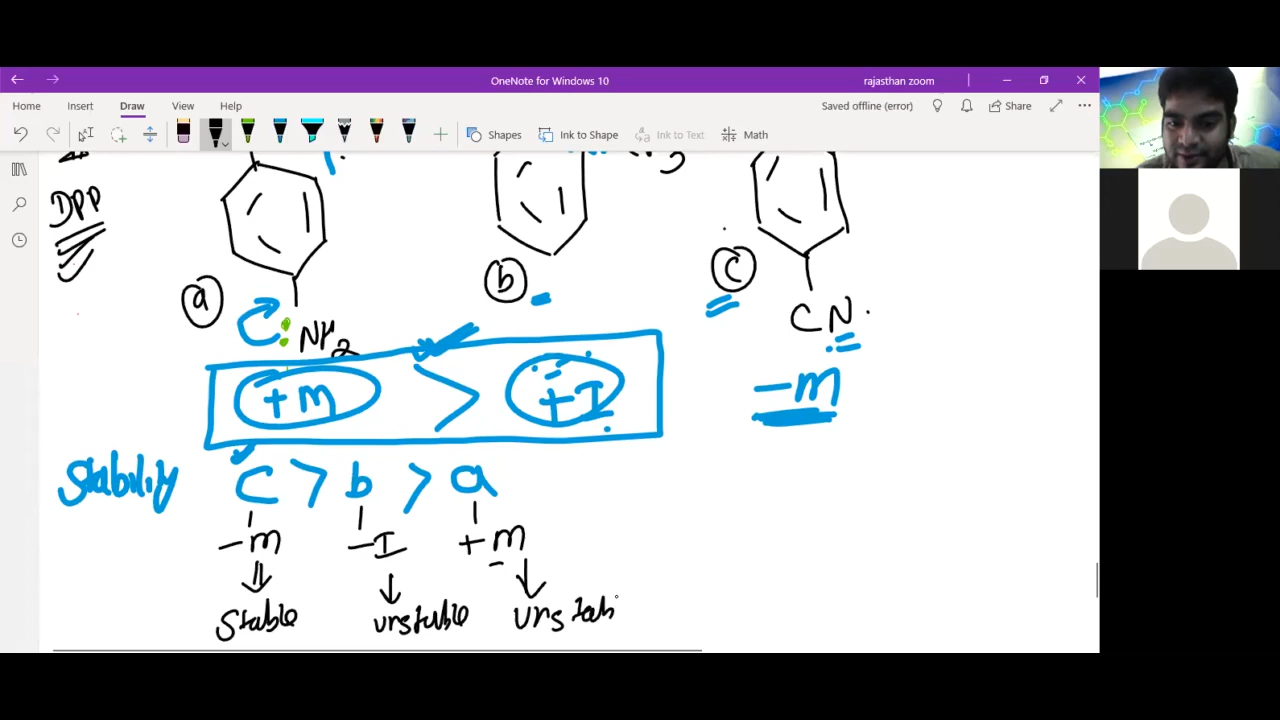 OneNote for Windows 10
rajasthan zoom
Home Insert Draw View Help
Saved offline (error)
Share
Shapes
Ink to Shape
Ink to Text
Math
DPP
a
b
c
NH2
CN
+m > +I
-m
Stability c > b > a
-m -I +m
Stable unstable unstab